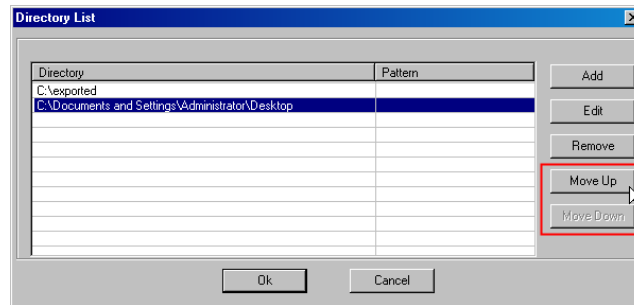 Directory List
Directory Pattern
C:\exported
C:\Documents and Settings\Administrator\Desktop
Add
Edit
Remove
Move Up
Move Down
Ok Cancel